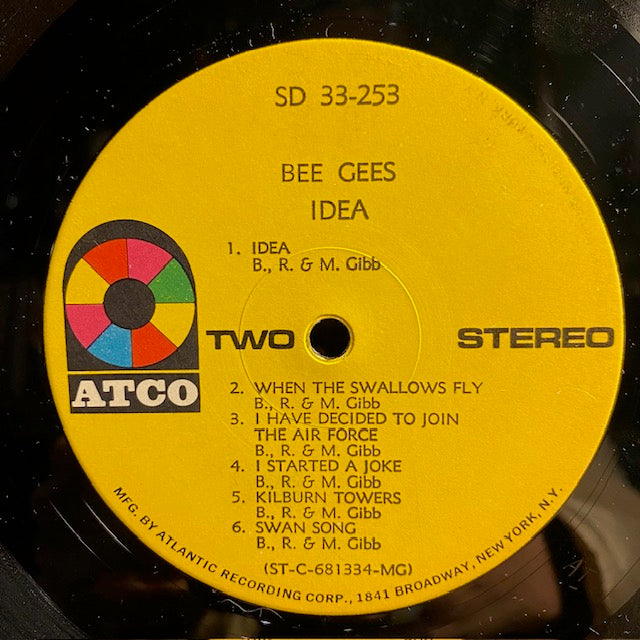 SD 33-253
BEE GEES
IDEA
1. IDEA
B., R. & M. Gibb
TWO
STEREO
ATCO
2. WHEN THE SWALLOWS FLY
B., R. & M. Gibb
3. I HAVE DECIDED TO JOIN
THE AIR FORCE
B., R. & M. Gibb
4. I STARTED A JOKE
B., R. & M. Gibb
5. KILBURN TOWERS
B., R. & M. Gibb
6. SWAN SONG
B., R. & M. Gibb
(ST-C-681334-MG)
MFG. BY ATLANTIC RECORDING CORP., 1841 BROADWAY, NEW YORK, N.Y.